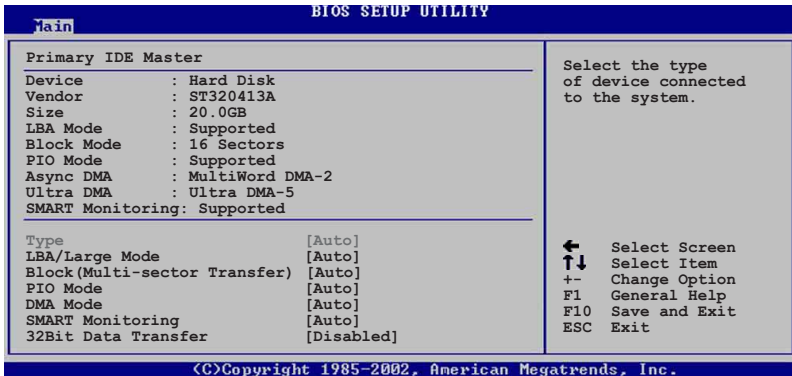 BIOS SETUP UTILITY
Main
Primary IDE Master
Device : Hard Disk
Vendor : ST320413A
Size : 20.0GB
LBA Mode : Supported
Block Mode : 16 Sectors
PIO Mode : Supported
Async DMA : MultiWord DMA-2
Ultra DMA : Ultra DMA-5
SMART Monitoring: Supported
Type [Auto]
LBA/Large Mode [Auto]
Block(Multi-sector Transfer) [Auto]
PIO Mode [Auto]
DMA Mode [Auto]
SMART Monitoring [Auto]
32Bit Data Transfer [Disabled]
Select the type
of device connected
to the system.
← Select Screen
↑↓ Select Item
+- Change Option
F1 General Help
F10 Save and Exit
ESC Exit
(C)Copyright 1985-2002, American Megatrends, Inc.